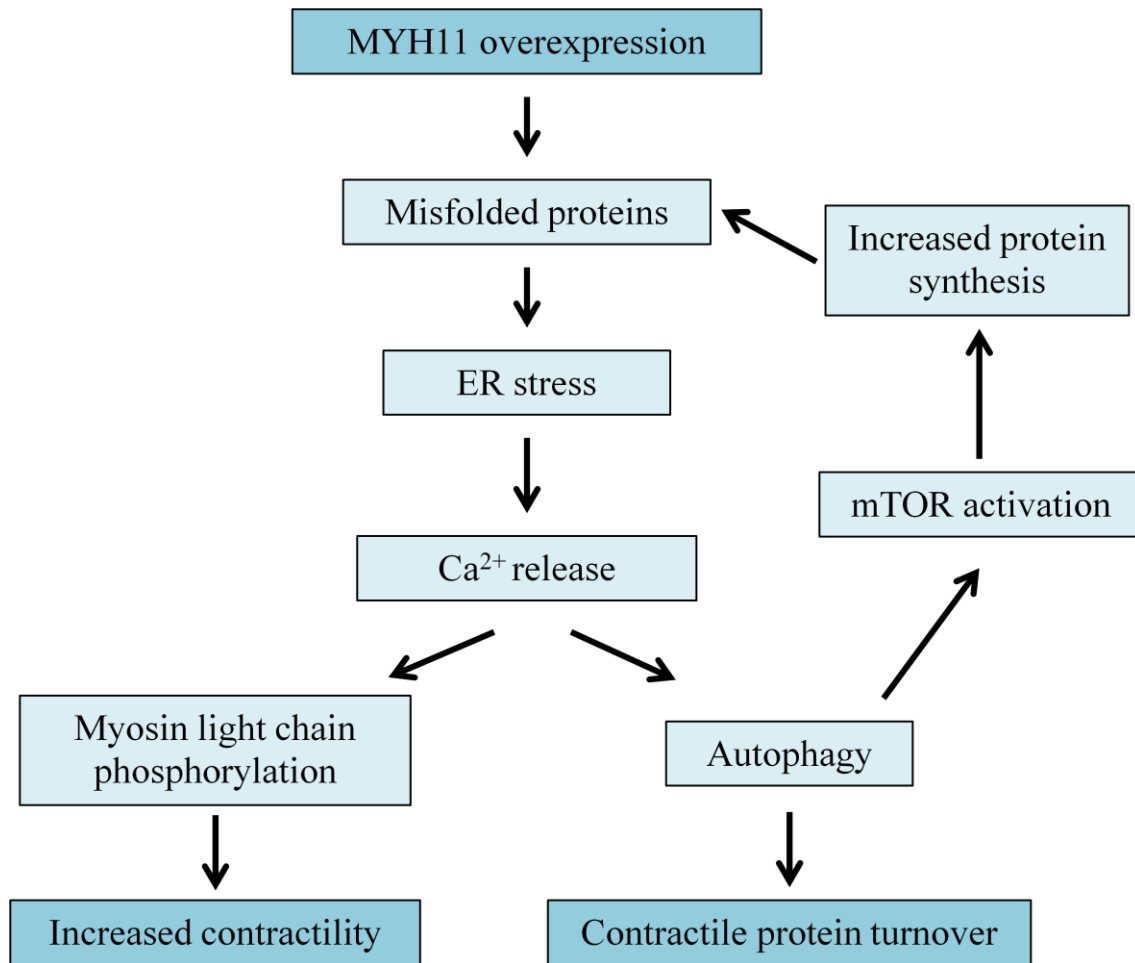 MYH11 overexpression
Misfolded proteins
Increased protein
synthesis
ER stress
mTOR activation
Ca²⁺ release
Myosin light chain
phosphorylation
Autophagy
Increased contractility
Contractile protein turnover